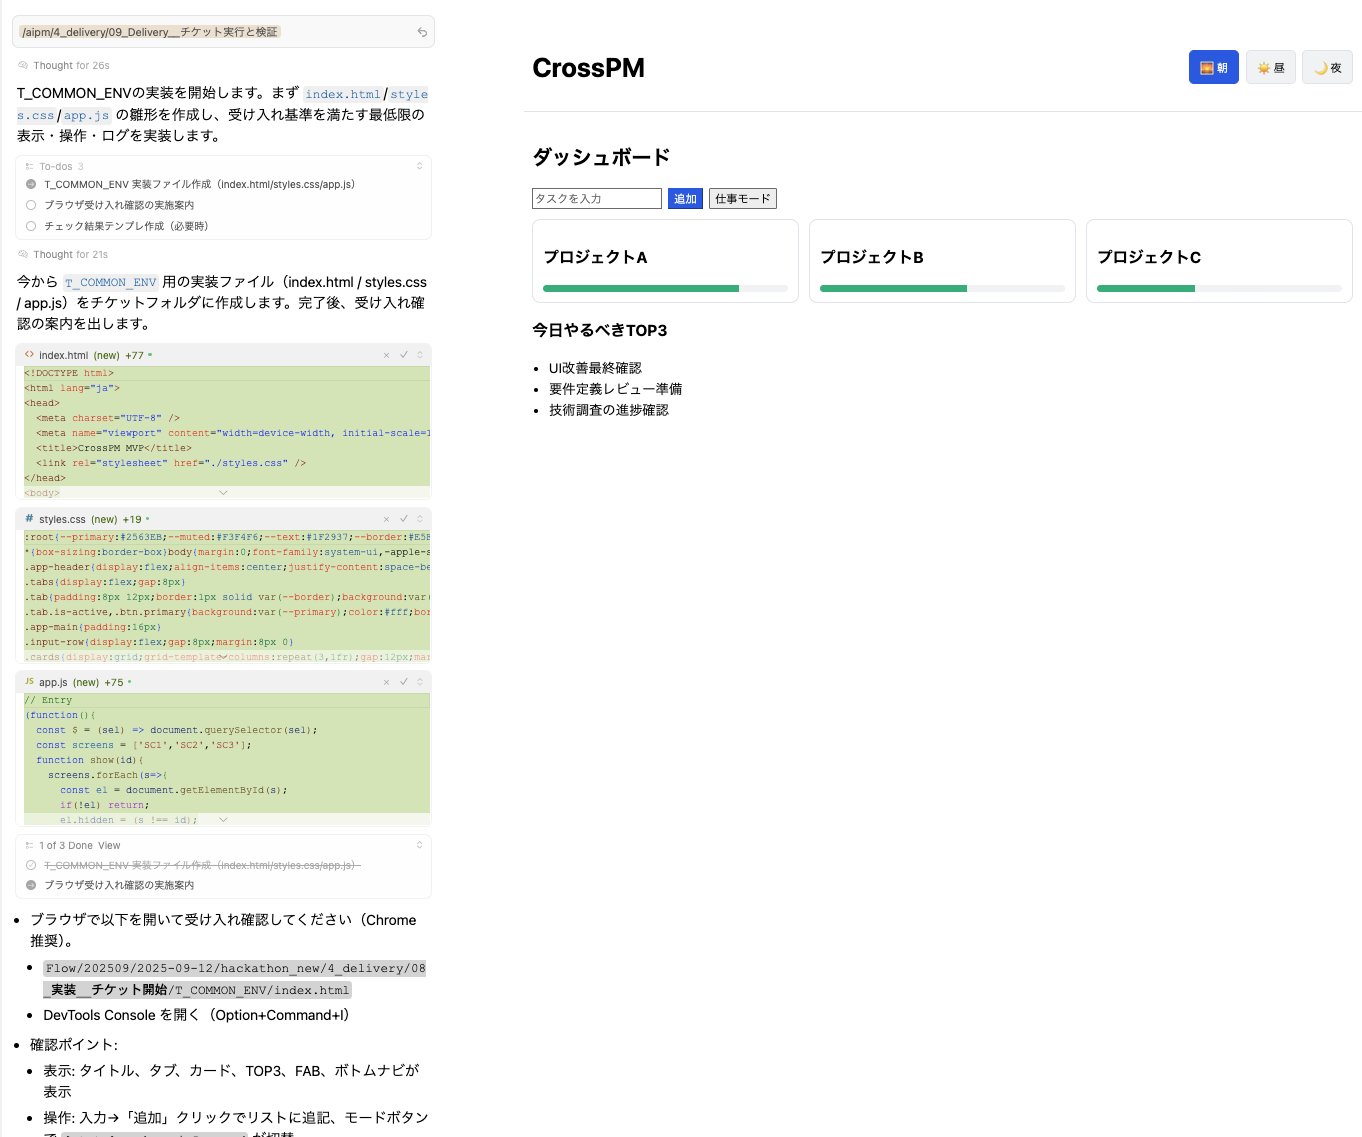 /aipm/4_delivery/09_Delivery__チケット実行と検証
Thought for 26s
T_COMMON_ENVの実装を開始します。まず index.html / style
s.css / app.js の雛形を作成し、受け入れ基準を満たす最低限の
表示・操作・ログを実装します。
To-dos 3
T_COMMON_ENV 実装ファイル作成（index.html/styles.css/app.js）
ブラウザ受け入れ確認の実施案内
チェック結果テンプレ作成（必要時）
Thought for 21s
今から T_COMMON_ENV 用の実装ファイル（index.html / styles.css
/ app.js）をチケットフォルダに作成します。完了後、受け入れ確
認の案内を出します。
index.html (new) +77
<!DOCTYPE html>
<html lang="ja">
<head>
<meta charset="UTF-8" />
<meta name="viewport" content="width=device-width, initial-scale=1
<title>CrossPM MVP</title>
<link rel="stylesheet" href="./styles.css" />
</head>
<body>
# styles.css (new) +19
:root{--primary:#2563EB;--muted:#F3F4F6;--text:#1F2937;--border:#E5E
*{box-sizing:border-box}body{margin:0;font-family:system-ui,-apple-s
.app-header{display:flex;align-items:center;justify-content:space-be
.tabs{display:flex;gap:8px}
.tab{padding:8px 12px;border:1px solid var(--border);background:var(
.tab.is-active,.btn.primary{background:var(--primary);color:#fff;bor
.app-main{padding:16px}
.input-row{display:flex;gap:8px;margin:8px 0}
.cards{display:grid;grid-template-columns:repeat(3,1fr);gap:12px;mar
JS app.js (new) +75
// Entry
(function(){
const $ = (sel) => document.querySelector(sel);
const screens = ['SC1','SC2','SC3'];
function show(id){
screens.forEach(s=>{
const el = document.getElementById(s);
if(!el) return;
el.hidden = (s !== id);
1 of 3 Done View
T_COMMON_ENV 実装ファイル作成（index.html/styles.css/app.js）
ブラウザ受け入れ確認の実施案内
• ブラウザで以下を開いて受け入れ確認してください（Chrome
推奨）。
• Flow/202509/2025-09-12/hackathon_new/4_delivery/08
_実装__チケット開始/T_COMMON_ENV/index.html
• DevTools Console を開く（Option+Command+I）
• 確認ポイント:
• 表示: タイトル、タブ、カード、TOP3、FAB、ボトムナビが
表示
• 操作: 入力→「追加」クリックでリストに追記、モードボタン
CrossPM
朝
昼
夜
ダッシュボード
タスクを入力
追加
仕事モード
プロジェクトA
プロジェクトB
プロジェクトC
今日やるべきTOP3
• UI改善最終確認
• 要件定義レビュー準備
• 技術調査の進捗確認